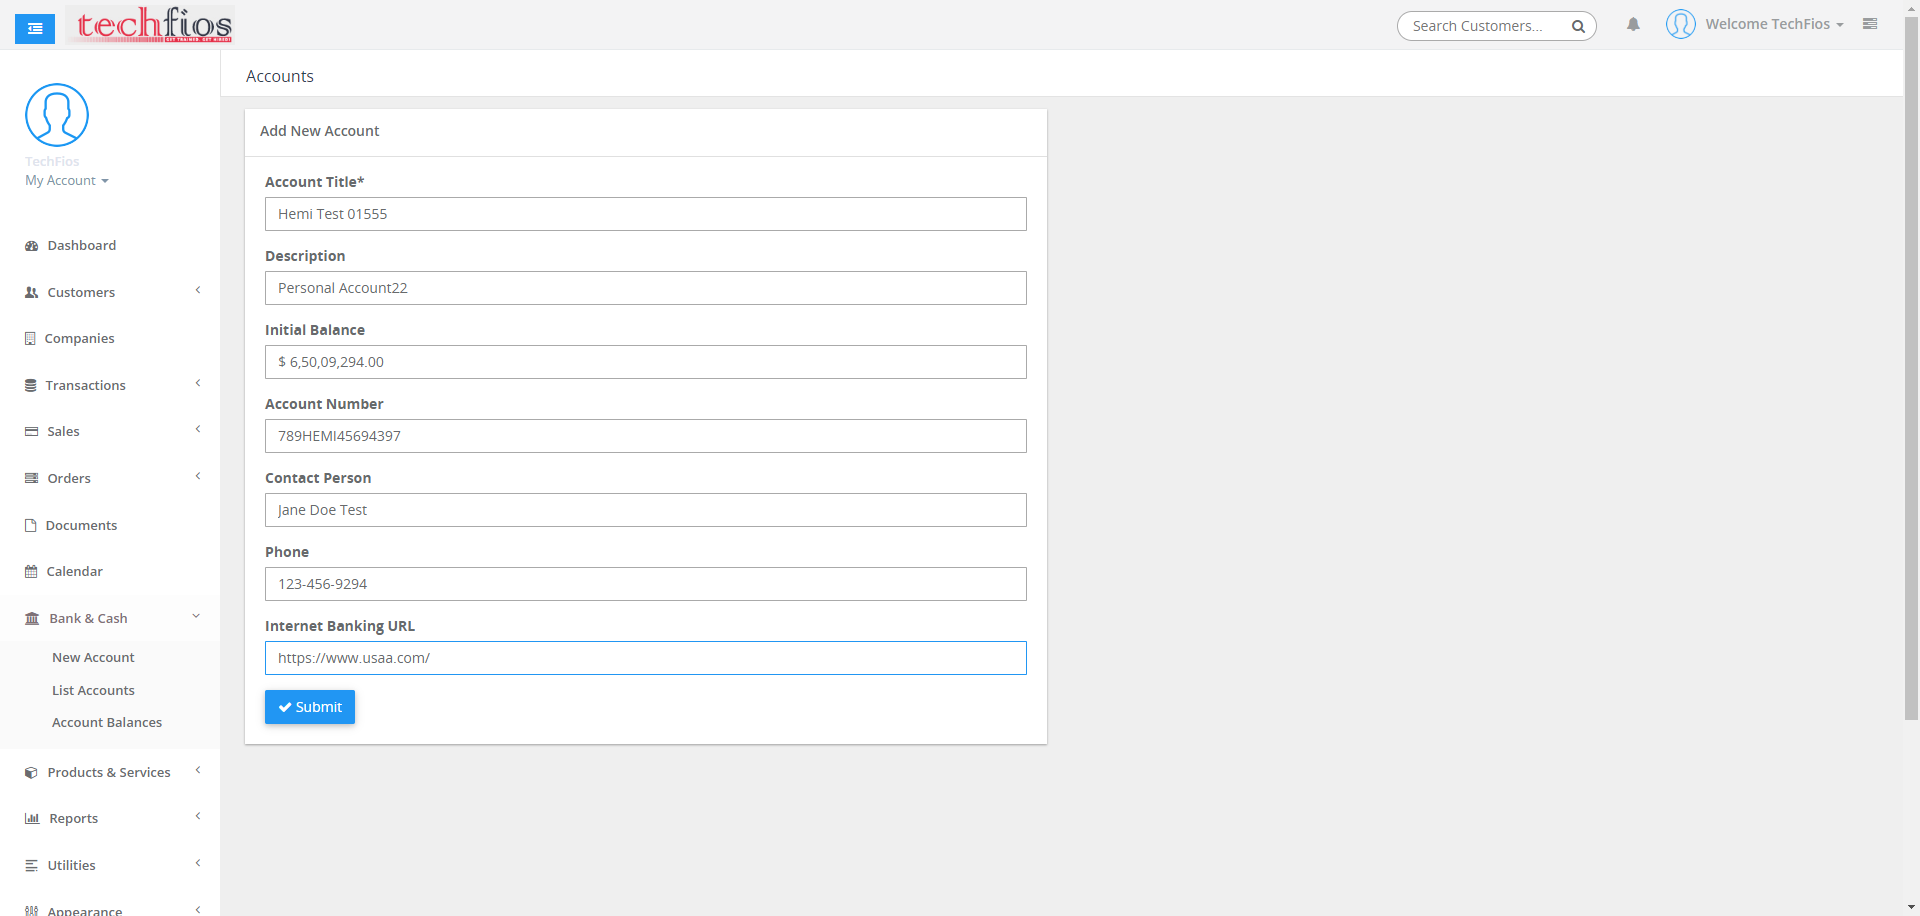 techfios
Search Customers...
Welcome TechFios
TechFios
My Account
Dashboard
Customers
Companies
Transactions
Sales
Orders
Documents
Calendar
Bank & Cash
New Account
List Accounts
Account Balances
Products & Services
Reports
Utilities
Appearance
Accounts
Add New Account
Account Title*
Hemi Test 01555
Description
Personal Account22
Initial Balance
$ 6,50,09,294.00
Account Number
789HEMI45694397
Contact Person
Jane Doe Test
Phone
123-456-9294
Internet Banking URL
https://www.usaa.com/
Submit